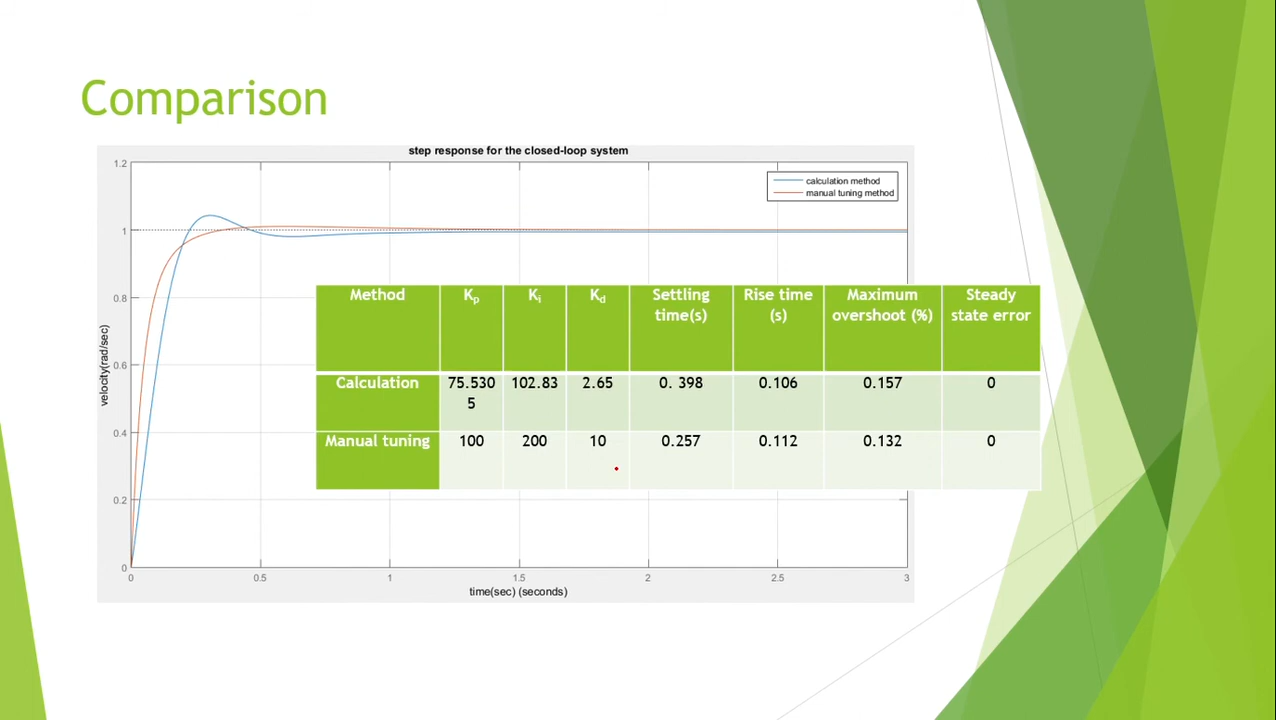 Comparison
step response for the closed-loop system
calculation method
manual tuning method
velocity(rad/sec)
1.2
1
0.8
0.6
0.4
0.2
0
0 0.5 1 1.5 2 2.5 3
time(sec) (seconds)
Method Kp Ki Kd Settling time(s) Rise time (s) Maximum overshoot (%) Steady state error
Calculation 75.5305 102.83 2.65 0. 398 0.106 0.157 0
Manual tuning 100 200 10 0.257 0.112 0.132 0